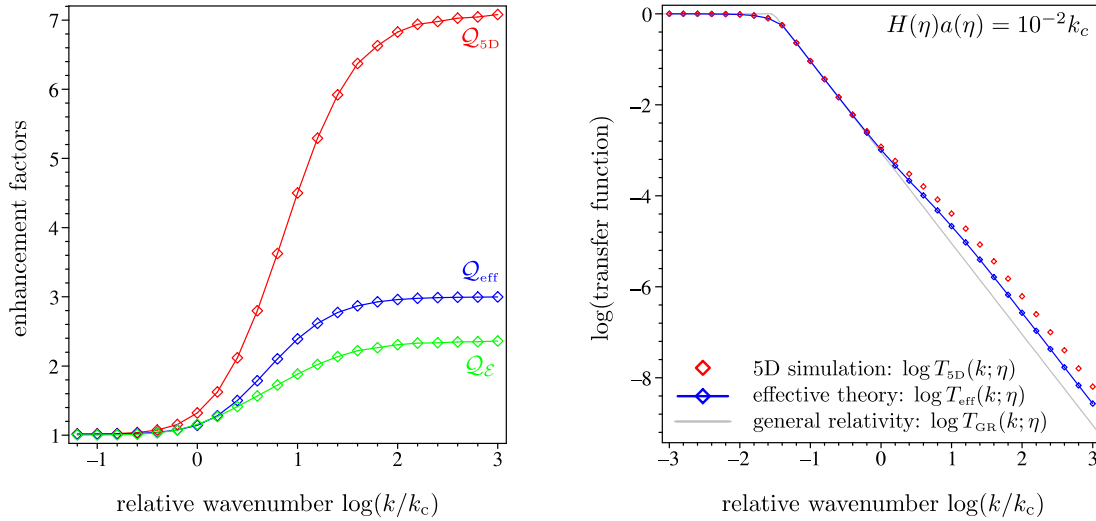 enhancement factors
7
6
5
4
3
2
1
−1 0 1 2 3
relative wavenumber log(k/k_c)
𝒬_5D
𝒬_eff
𝒬_ℰ
log(transfer function)
0
−2
−4
−6
−8
−3 −2 −1 0 1 2 3
relative wavenumber log(k/k_c)
H(η)a(η) = 10^−2 k_c
5D simulation: log T_5D(k; η)
effective theory: log T_eff(k; η)
general relativity: log T_GR(k; η)